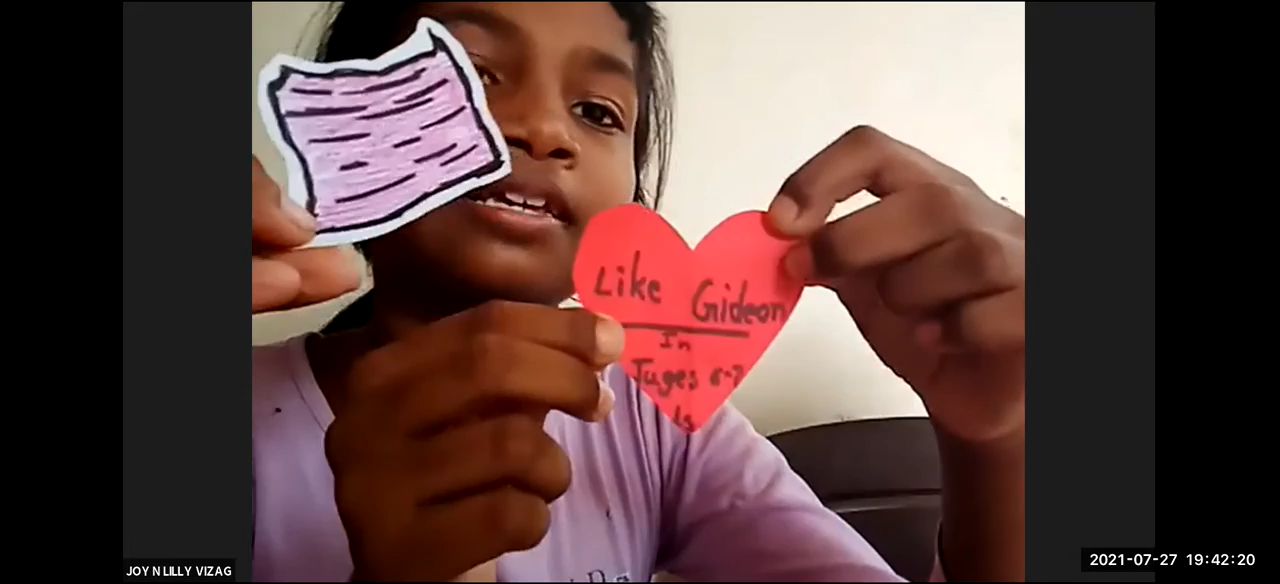 Like Gideon
In
Juges 6-7
JOY N LILLY VIZAG
2021-07-27 19:42:20